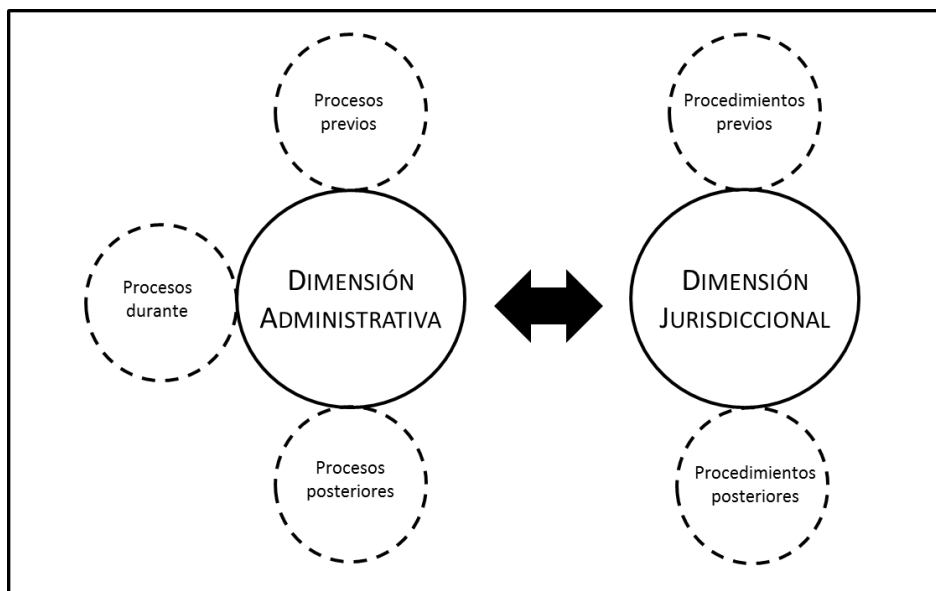 Procesos
previos
Procedimientos
previos
Procesos
durante
DIMENSIÓN
ADMINISTRATIVA
DIMENSIÓN
JURISDICCIONAL
Procesos
posteriores
Procedimientos
posteriores